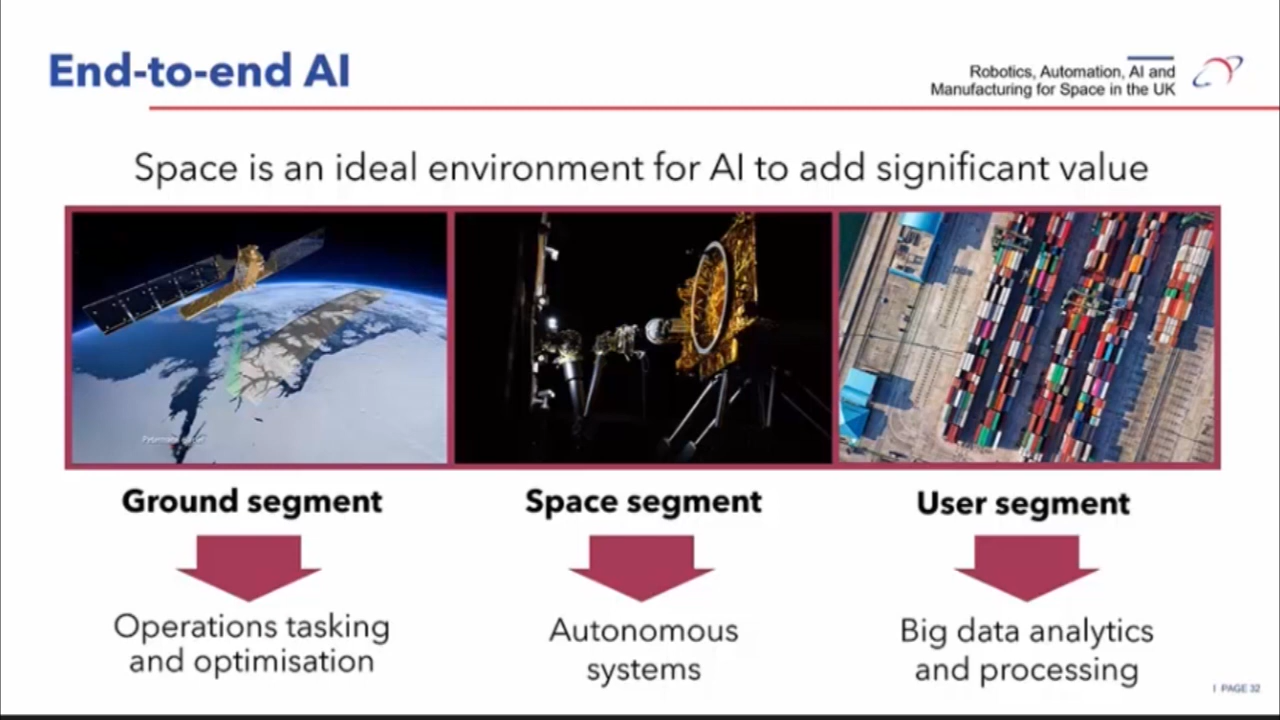 End-to-end AI
Robotics, Automation, AI and
Manufacturing for Space in the UK
Space is an ideal environment for AI to add significant value
Ground segment
Space segment
User segment
Operations tasking
and optimisation
Autonomous
systems
Big data analytics
and processing
| PAGE 32